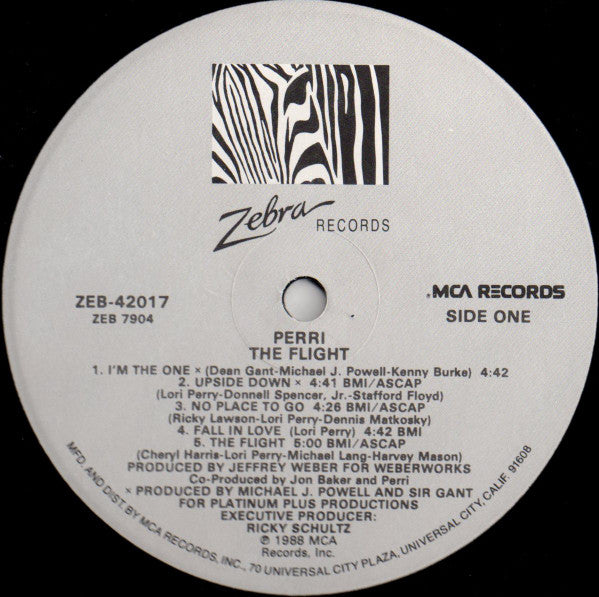 Zebra RECORDS
ZEB-42017
ZEB 7904
MCA RECORDS
SIDE ONE
PERRI
THE FLIGHT
1. I'M THE ONE × (Dean Gant-Michael J. Powell-Kenny Burke) 4:42
2. UPSIDE DOWN × 4:41 BMI/ASCAP
(Lori Perry-Donnell Spencer, Jr.-Stafford Floyd)
3. NO PLACE TO GO 4:26 BMI/ASCAP
(Ricky Lawson-Lori Perry-Dennis Matkosky)
4. FALL IN LOVE (Lori Perry) 4:42 BMI
5. THE FLIGHT 5:00 BMI/ASCAP
(Cheryl Harris-Lori Perry-Michael Lang-Harvey Mason)
PRODUCED BY JEFFREY WEBER FOR WEBERWORKS
Co-Produced by Jon Baker and Perri
× PRODUCED BY MICHAEL J. POWELL AND SIR GANT
FOR PLATINUM PLUS PRODUCTIONS
EXECUTIVE PRODUCER:
RICKY SCHULTZ
℗ 1988 MCA
Records, Inc.
MFD. AND DIST. BY MCA RECORDS, INC., 70 UNIVERSAL CITY PLAZA, UNIVERSAL CITY, CALIF. 91608